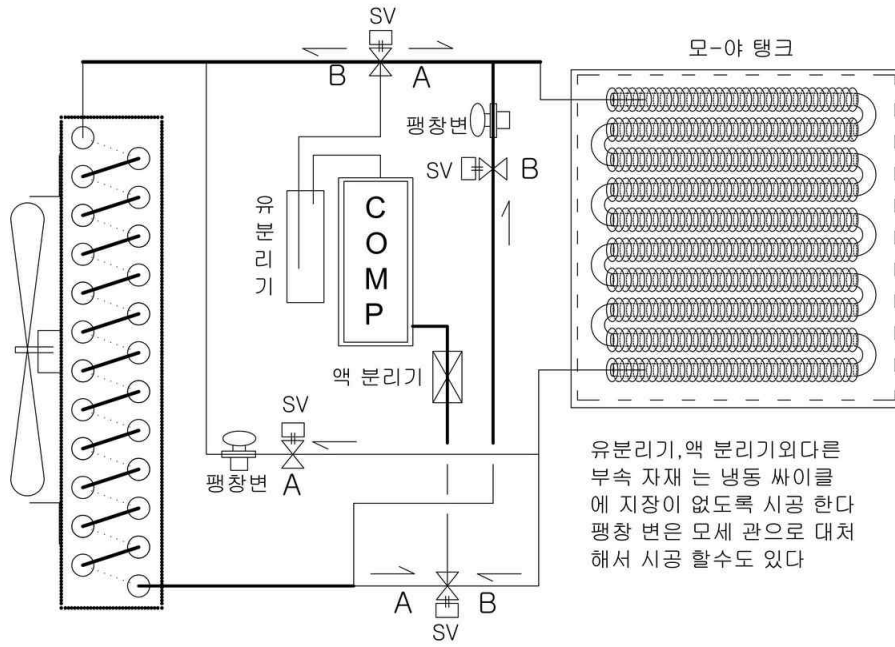 SV
모-야 탱크
B
A
팽창변
SV
B
유분리기
COMP
액 분리기
SV
팽창변
A
유분리기,액 분리기외다른
부속 자재 는 냉동 싸이클
에 지장이 없도록 시공 한다
팽창 변은 모세 관으로 대처
해서 시공 할수도 있다
A
B
SV